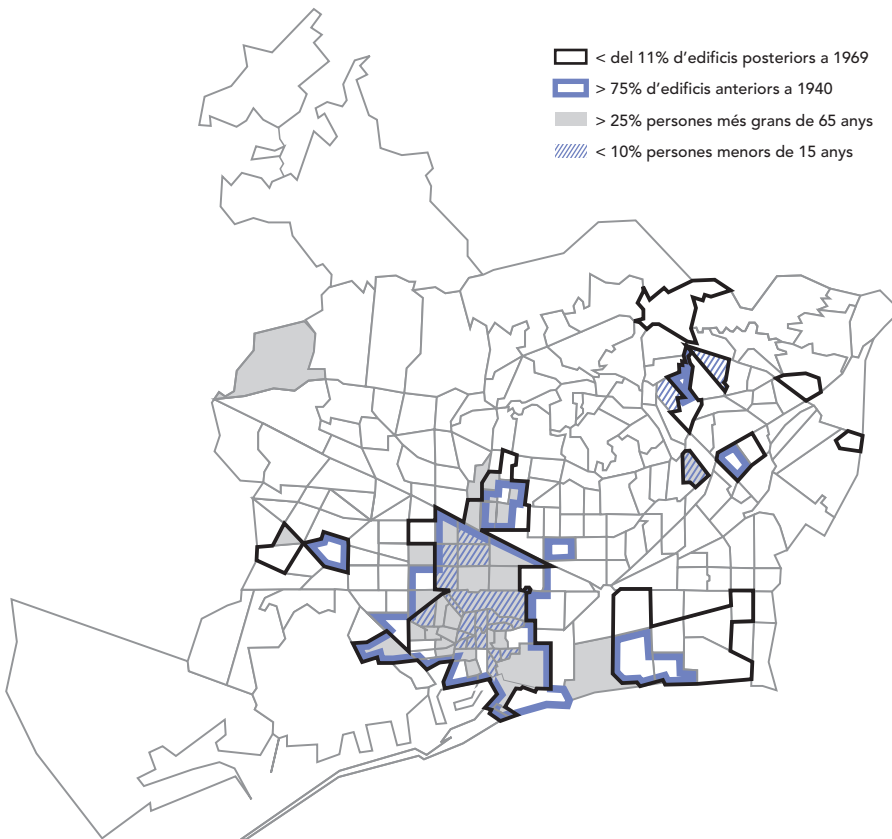 < del 11% d'edificis posteriors a 1969
> 75% d'edificis anteriors a 1940
> 25% persones més grans de 65 anys
< 10% persones menors de 15 anys